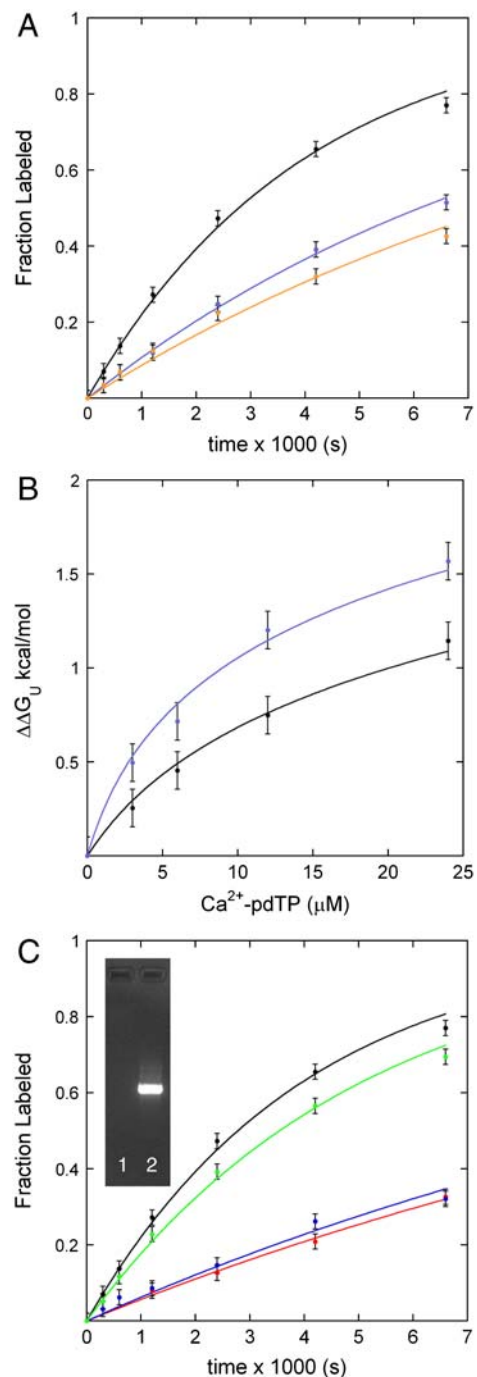 A
1
0.8
0.6
0.4
0.2
Fraction Labeled
0 1 2 3 4 5 6 7
time x 1000 (s)
B
2
1.5
1
0.5
ΔΔG_U kcal/mol
0 5 10 15 20 25
Ca²⁺-pdTP (μM)
C
1
0.8
0.6
0.4
0.2
Fraction Labeled
1 2
0 1 2 3 4 5 6 7
time x 1000 (s)